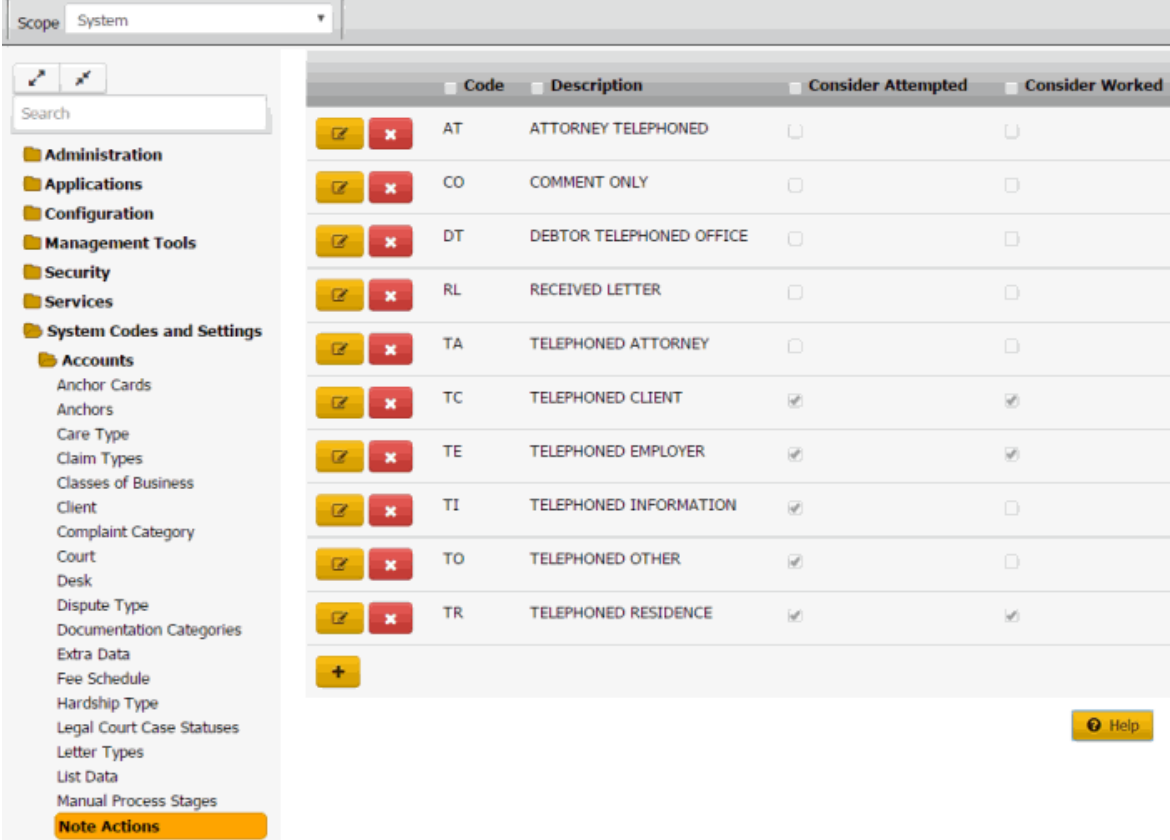 Scope System
Search
Administration
Applications
Configuration
Management Tools
Security
Services
System Codes and Settings
Accounts
Anchor Cards
Anchors
Care Type
Claim Types
Classes of Business
Client
Complaint Category
Court
Desk
Dispute Type
Documentation Categories
Extra Data
Fee Schedule
Hardship Type
Legal Court Case Statuses
Letter Types
List Data
Manual Process Stages
Note Actions
Code Description Consider Attempted Consider Worked
AT ATTORNEY TELEPHONED
CO COMMENT ONLY
DT DEBTOR TELEPHONED OFFICE
RL RECEIVED LETTER
TA TELEPHONED ATTORNEY
TC TELEPHONED CLIENT
TE TELEPHONED EMPLOYER
TI TELEPHONED INFORMATION
TO TELEPHONED OTHER
TR TELEPHONED RESIDENCE
Help